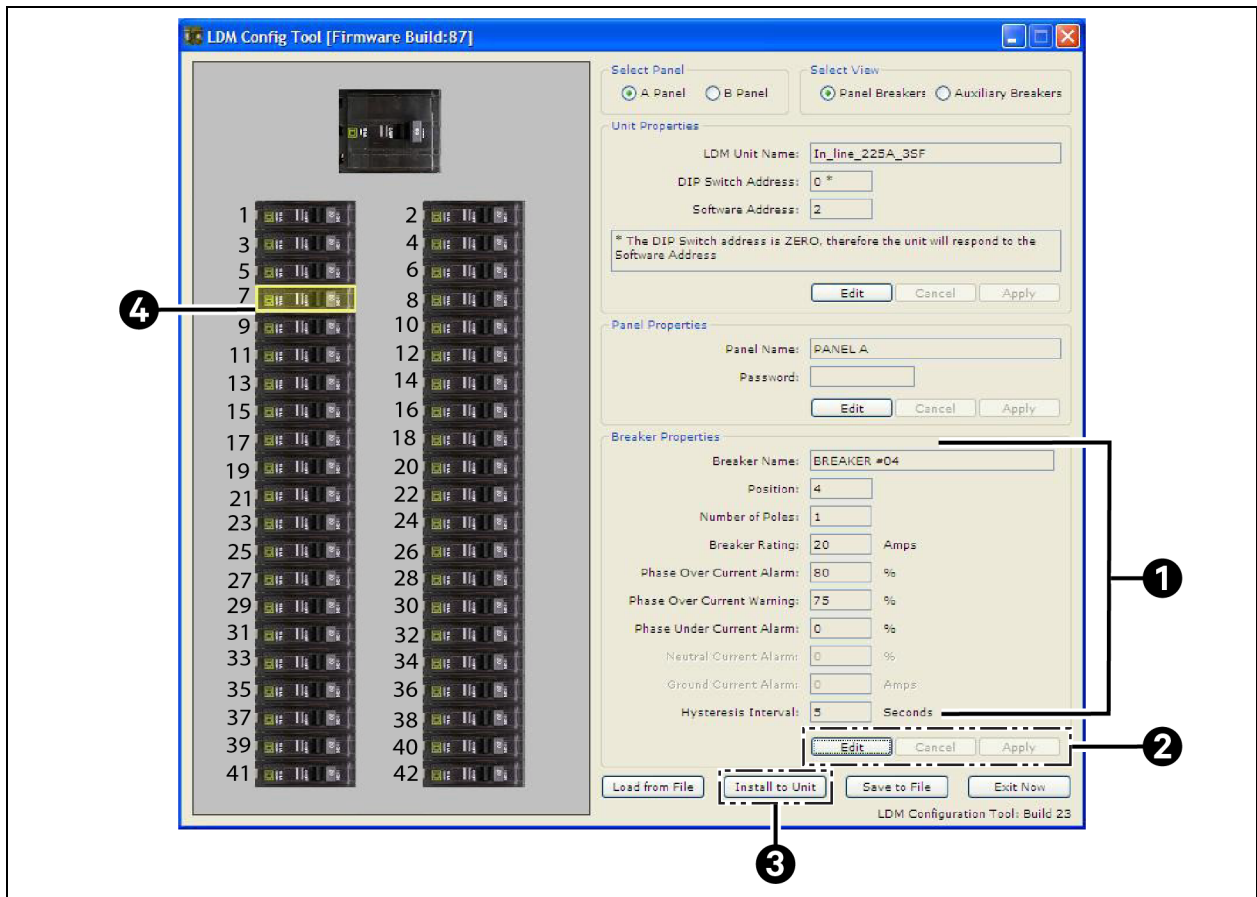 LDM Config Tool [Firmware Build:87]
Select Panel
A Panel B Panel
Select View
Panel Breakers Auxiliary Breakers
Unit Properties
LDM Unit Name: In_line_225A_3SF
DIP Switch Address: 0 *
Software Address: 2
* The DIP Switch address is ZERO, therefore the unit will respond to the
Software Address
Edit Cancel Apply
Panel Properties
Panel Name: PANEL A
Password:
Edit Cancel Apply
Breaker Properties
Breaker Name: BREAKER #04
Position: 4
Number of Poles: 1
Breaker Rating: 20 Amps
Phase Over Current Alarm: 80 %
Phase Over Current Warning: 75 %
Phase Under Current Alarm: 0 %
Neutral Current Alarm: 0 %
Ground Current Alarm: 0 Amps
Hysteresis Interval: 5 Seconds
Edit Cancel Apply
Load from File Install to Unit Save to File Exit Now
LDM Configuration Tool: Build 23
1 2
3 4
5 6
7 8
9 10
11 12
13 14
15 16
17 18
19 20
21 22
23 24
25 26
27 28
29 30
31 32
33 34
35 36
37 38
39 40
41 42
4
1
2
3